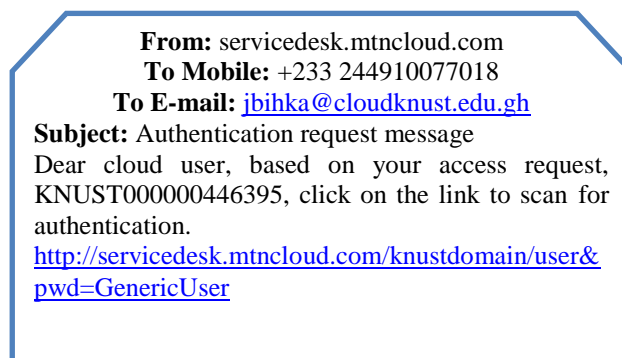 From: servicedesk.mtncloud.com
To Mobile: +233 244910077018
To E-mail: jbihka@cloudknust.edu.gh
Subject: Authentication request message
Dear cloud user, based on your access request,
KNUST000000446395, click on the link to scan for
authentication.
http://servicedesk.mtncloud.com/knustdomain/user&
pwd=GenericUser